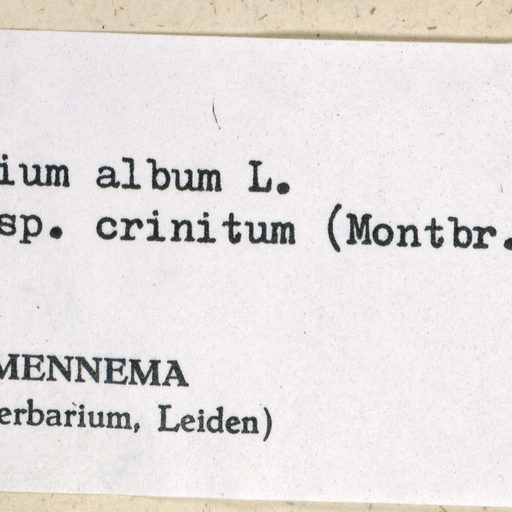 ium album L.
sp. crinitum (Montbr.
MENNEMA
erbarium, Leiden)